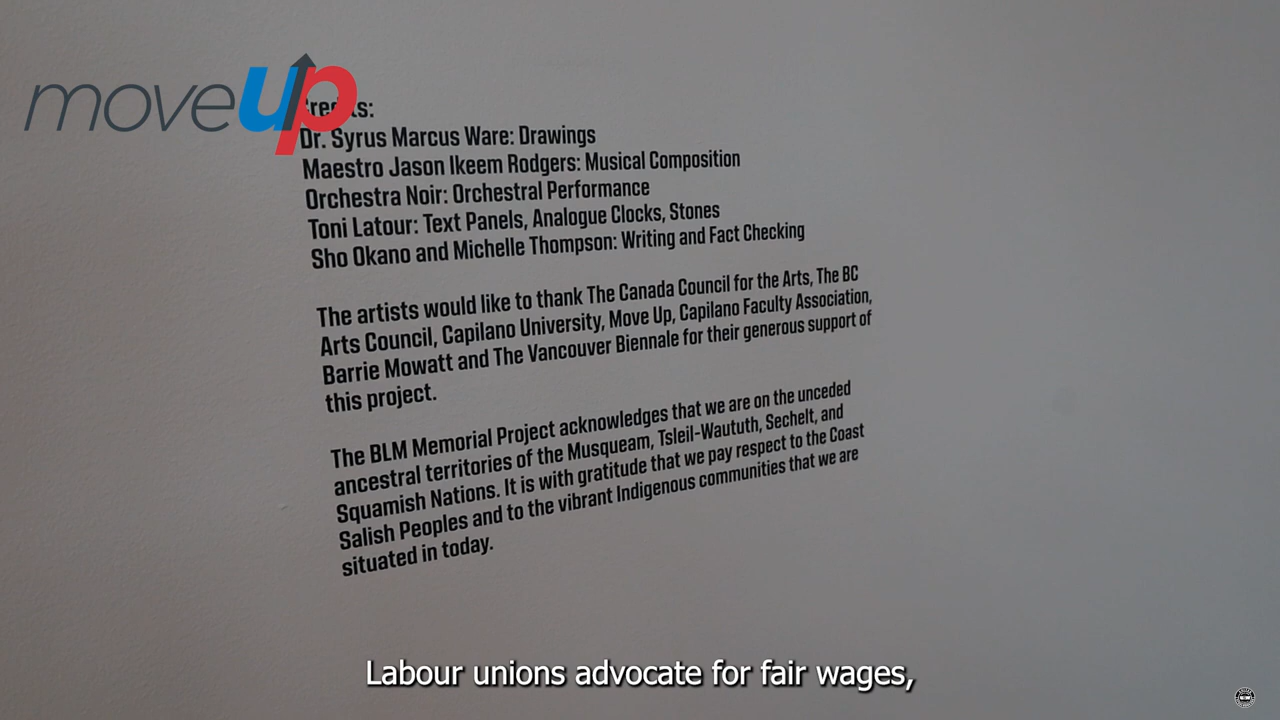 moveup
Credits:
Dr. Syrus Marcus Ware: Drawings
Maestro Jason Ikeem Rodgers: Musical Composition
Orchestra Noir: Orchestral Performance
Toni Latour: Text Panels, Analogue Clocks, Stones
Sho Okano and Michelle Thompson: Writing and Fact Checking
The artists would like to thank The Canada Council for the Arts, The BC
Arts Council, Capilano University, Move Up, Capilano Faculty Association,
Barrie Mowatt and The Vancouver Biennale for their generous support of
this project.
The BLM Memorial Project acknowledges that we are on the unceded
ancestral territories of the Musqueam, Tsleil-Waututh, Sechelt, and
Squamish Nations. It is with gratitude that we pay respect to the Coast
Salish Peoples and to the vibrant Indigenous communities that we are
situated in today.
Labour unions advocate for fair wages,